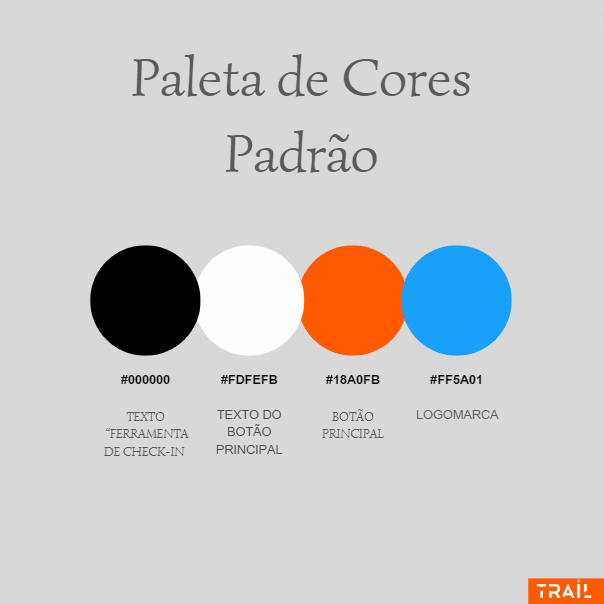 Paleta de Cores
Padrão
#000000
#FDFEFB
#18A0FB
#FF5A01
TEXTO
“FERRAMENTA
DE CHECK-IN
TEXTO DO
BOTÃO
PRINCIPAL
BOTÃO
PRINCIPAL
LOGOMARCA
TRAIL